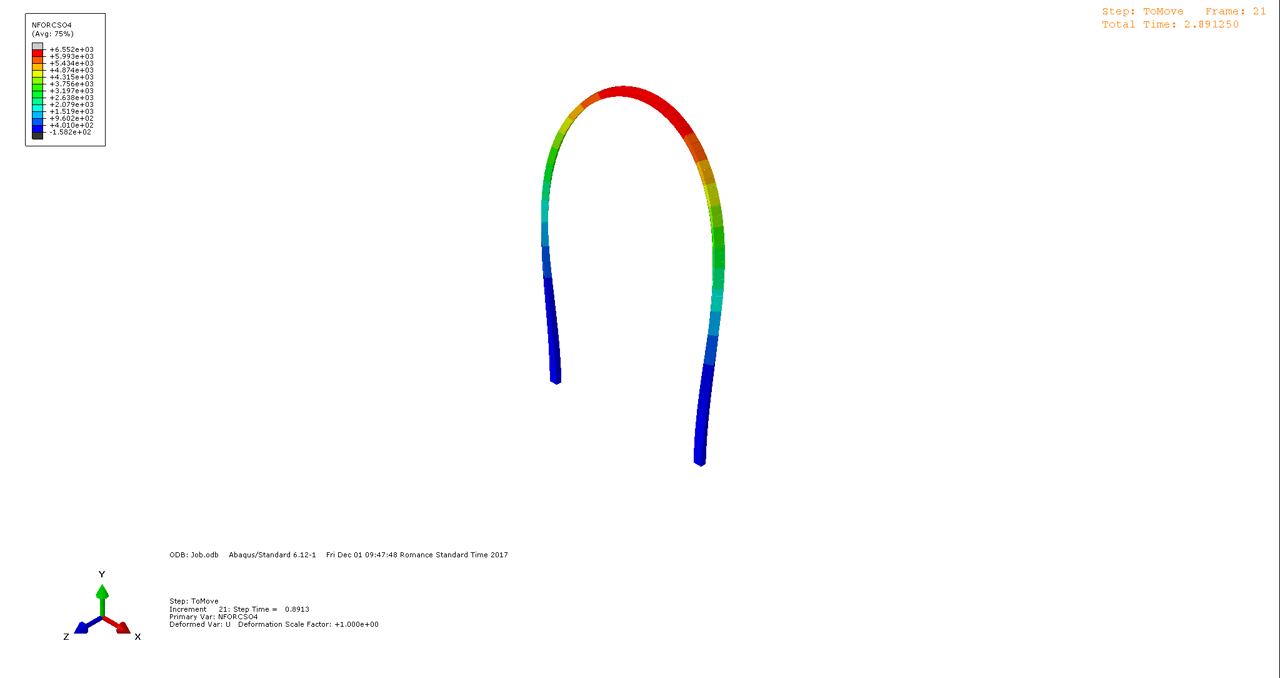 Step: ToMove   Frame: 21
Total Time: 2.891250
NFORCSO4
(Avg: 75%)
+6.552e+03
+5.993e+03
+5.434e+03
+4.874e+03
+4.315e+03
+3.756e+03
+3.197e+03
+2.638e+03
+2.079e+03
+1.519e+03
+9.602e+02
+4.010e+02
-1.582e+02
ODB: Job.odb   Abaqus/Standard 6.12-1   Fri Dec 01 09:47:48 Romance Standard Time 2017
Y
Z
X
Step: ToMove
Increment   21: Step Time =   0.8913
Primary Var: NFORCSO4
Deformed Var: U   Deformation Scale Factor: +1.000e+00